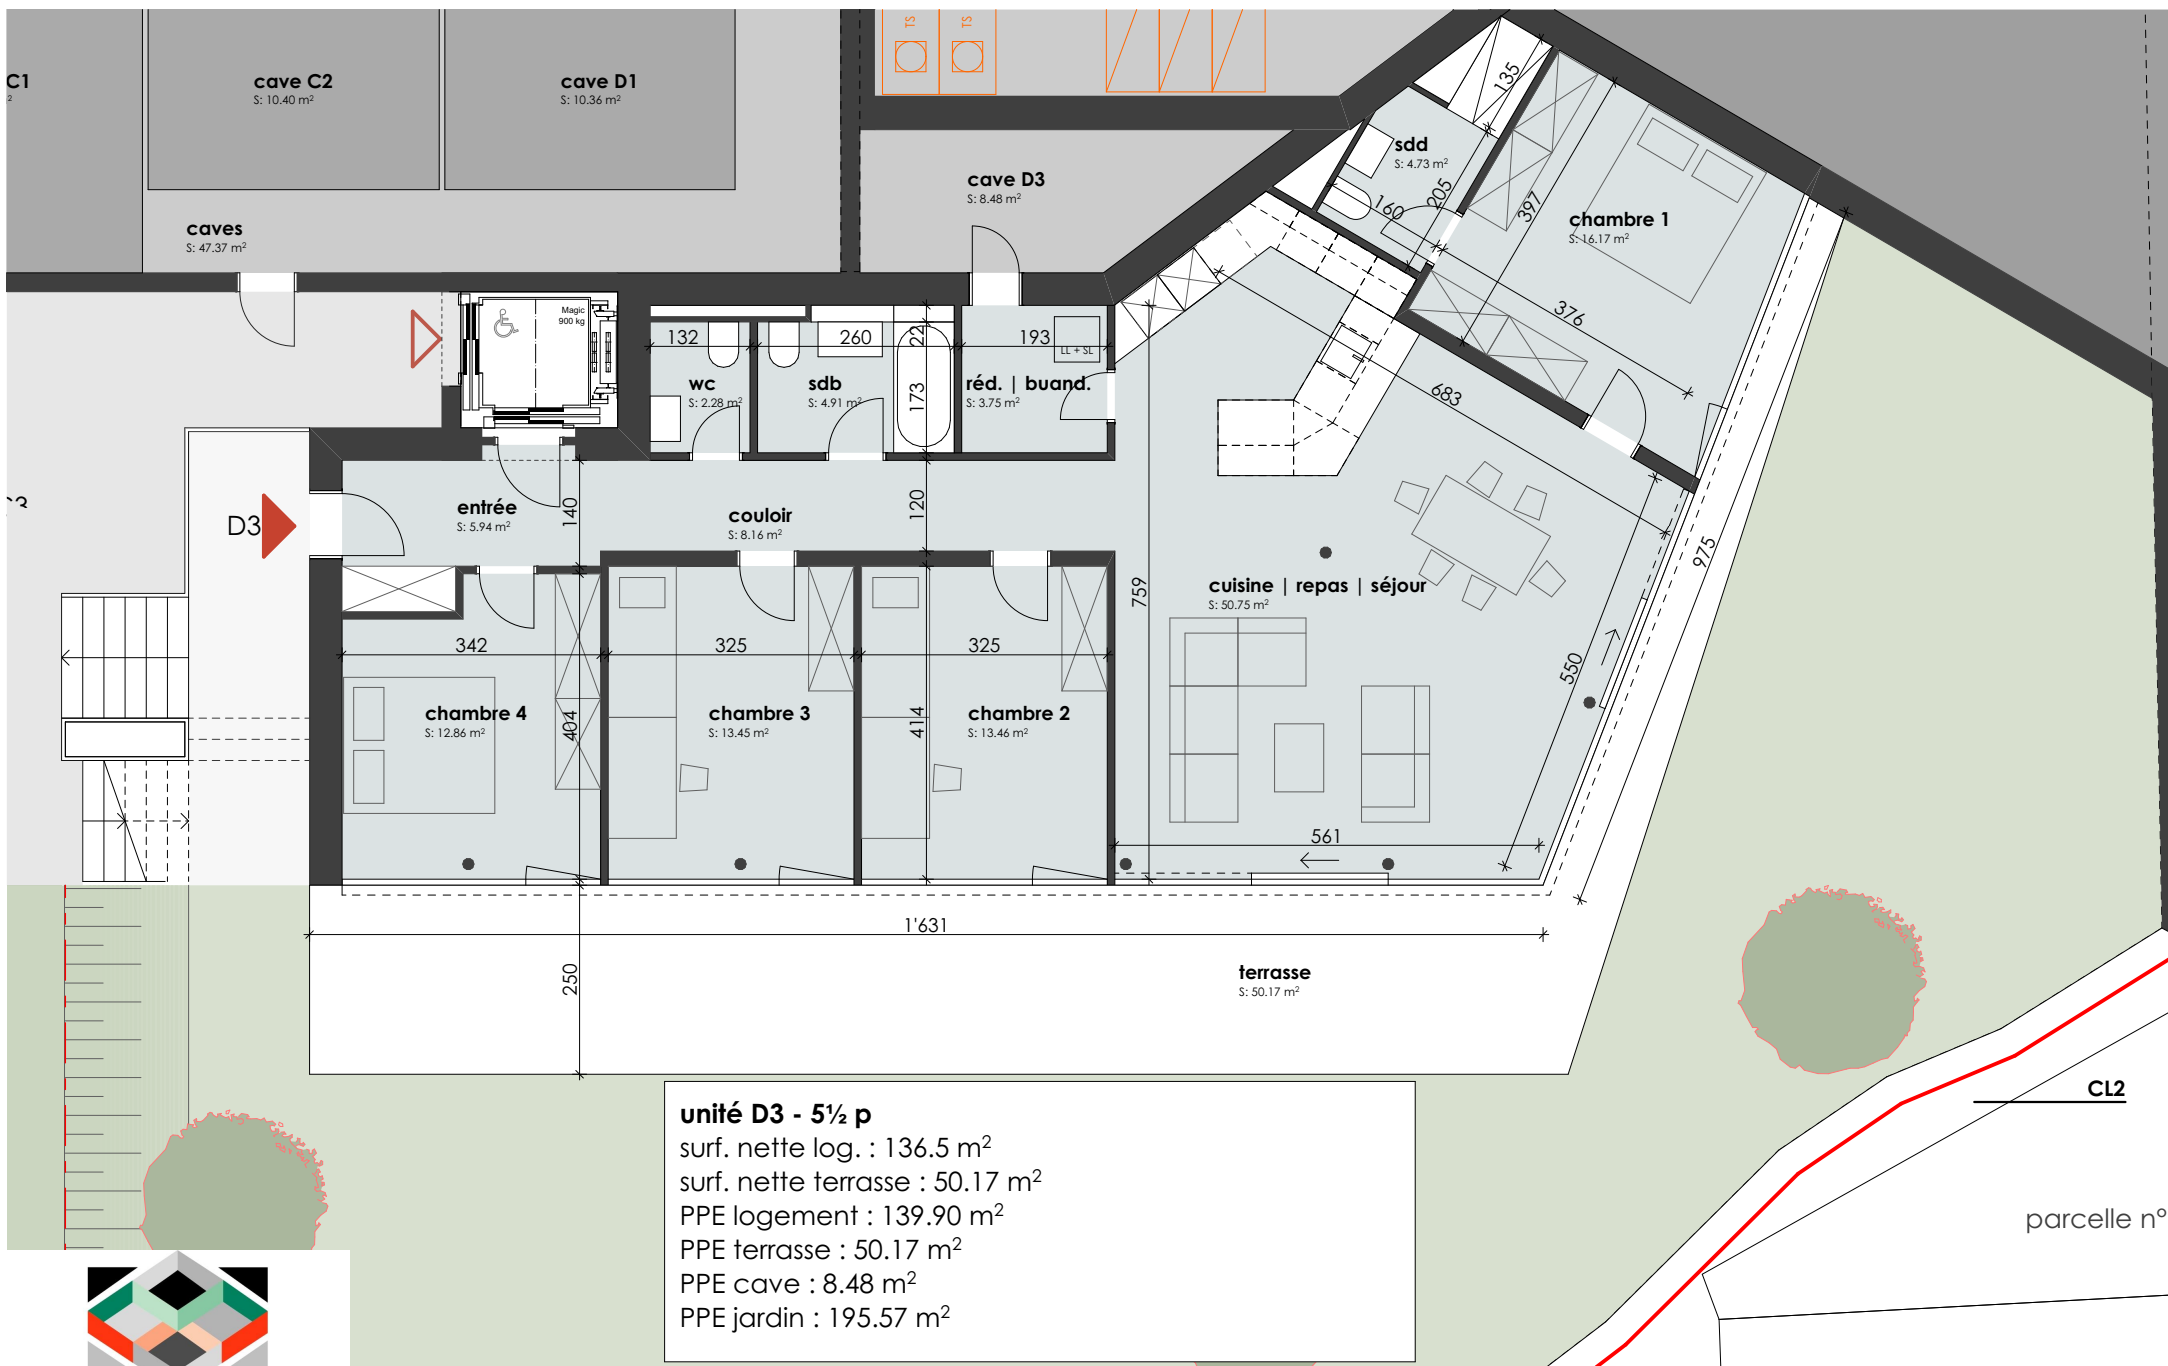 C1
cave C2
S: 10.40 m²
cave D1
S: 10.36 m²
TS
TS
caves
S: 47.37 m²
cave D3
S: 8.48 m²
135
sdd
S: 4.73 m²
205
160
397
chambre 1
S: 16.17 m²
376
Magic
900 kg
132
wc
S: 2.28 m²
260
sdb
S: 4.91 m²
22
173
193
LL + SL
réd. | buand.
S: 3.75 m²
683
D3
entrée
S: 5.94 m²
140
couloir
S: 8.16 m²
120
759
cuisine | repas | séjour
S: 50.75 m²
975
550
342
325
325
chambre 4
S: 12.86 m²
404
chambre 3
S: 13.45 m²
414
chambre 2
S: 13.46 m²
561
1'631
250
terrasse
S: 50.17 m²
CL2
parcelle n°
unité D3 - 5½ p
surf. nette log. : 136.5 m²
surf. nette terrasse : 50.17 m²
PPE logement : 139.90 m²
PPE terrasse : 50.17 m²
PPE cave : 8.48 m²
PPE jardin : 195.57 m²